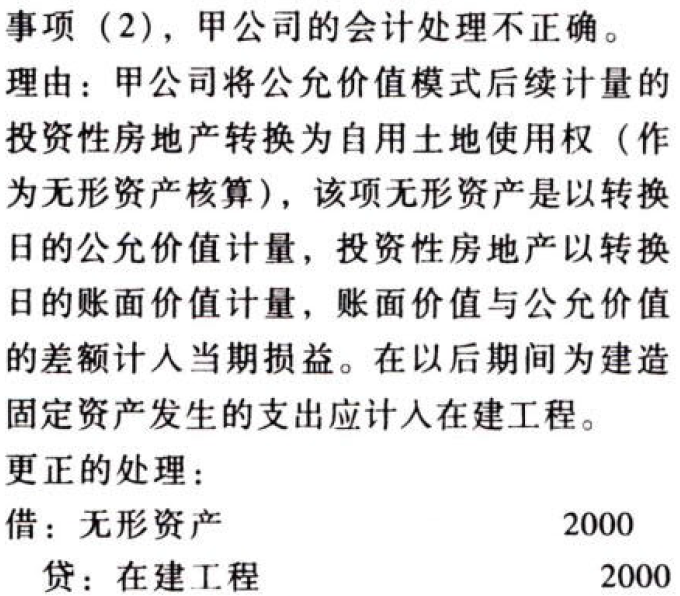 事项（2），甲公司的会计处理不正确。
理由：甲公司将公允价值模式后续计量的
投资性房地产转换为自用土地使用权（作
为无形资产核算），该项无形资产是以转换
日的公允价值计量，投资性房地产以转换
日的账面价值计量，账面价值与公允价值
的差额计入当期损益。在以后期间为建造
固定资产发生的支出应计入在建工程。
更正的处理：
借：无形资产 2000
贷：在建工程 2000